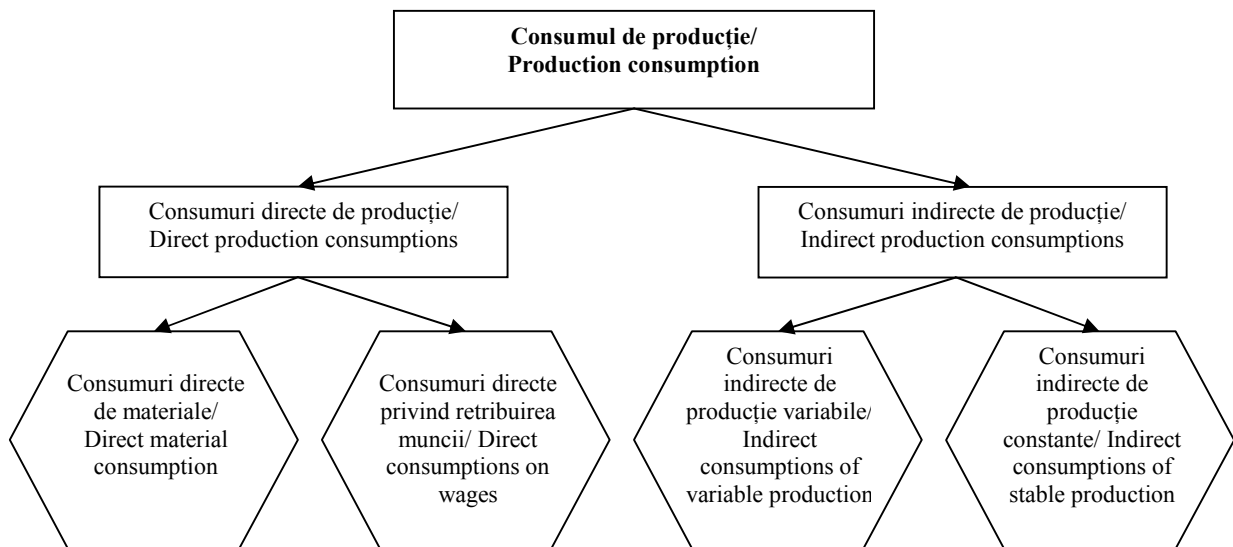 Consumul de producție/
Production consumption
Consumuri directe de producție/
Direct production consumptions
Consumuri indirecte de producție/
Indirect production consumptions
Consumuri directe
de materiale/
Direct material
consumption
Consumuri directe
privind retribuirea
muncii/ Direct
consumptions on
wages
Consumuri
indirecte de
producție variabile/
Indirect
consumptions of
variable production
Consumuri
indirecte de
producție
constante/ Indirect
consumptions of
stable production